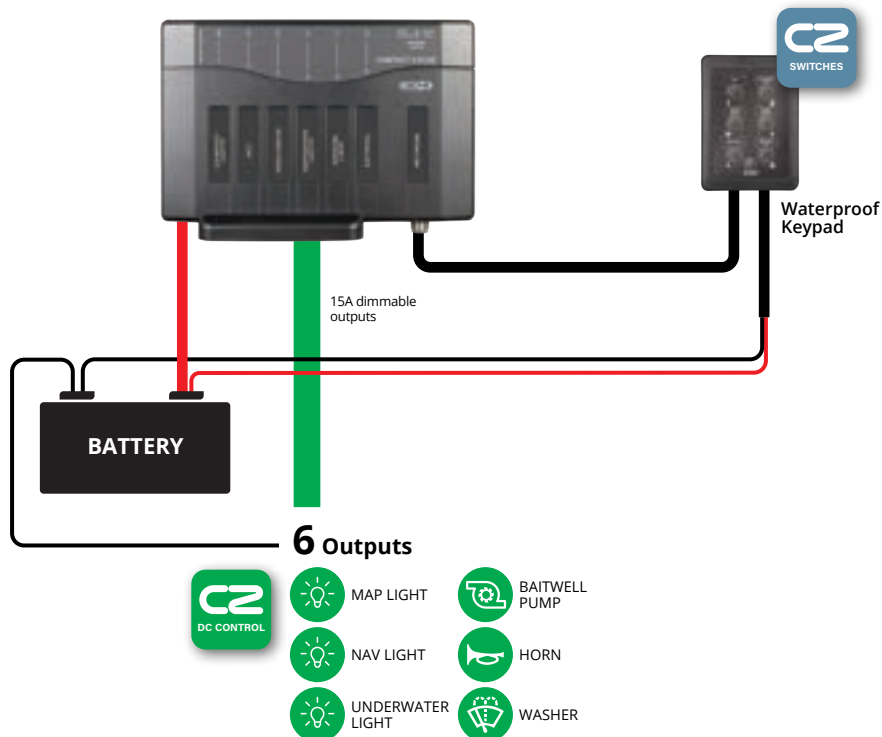 CZ
SWITCHES
Waterproof
Keypad
15A dimmable
outputs
BATTERY
6 Outputs
CZ
DC CONTROL
MAP LIGHT
BAITWELL
PUMP
NAV LIGHT
HORN
UNDERWATER
LIGHT
WASHER